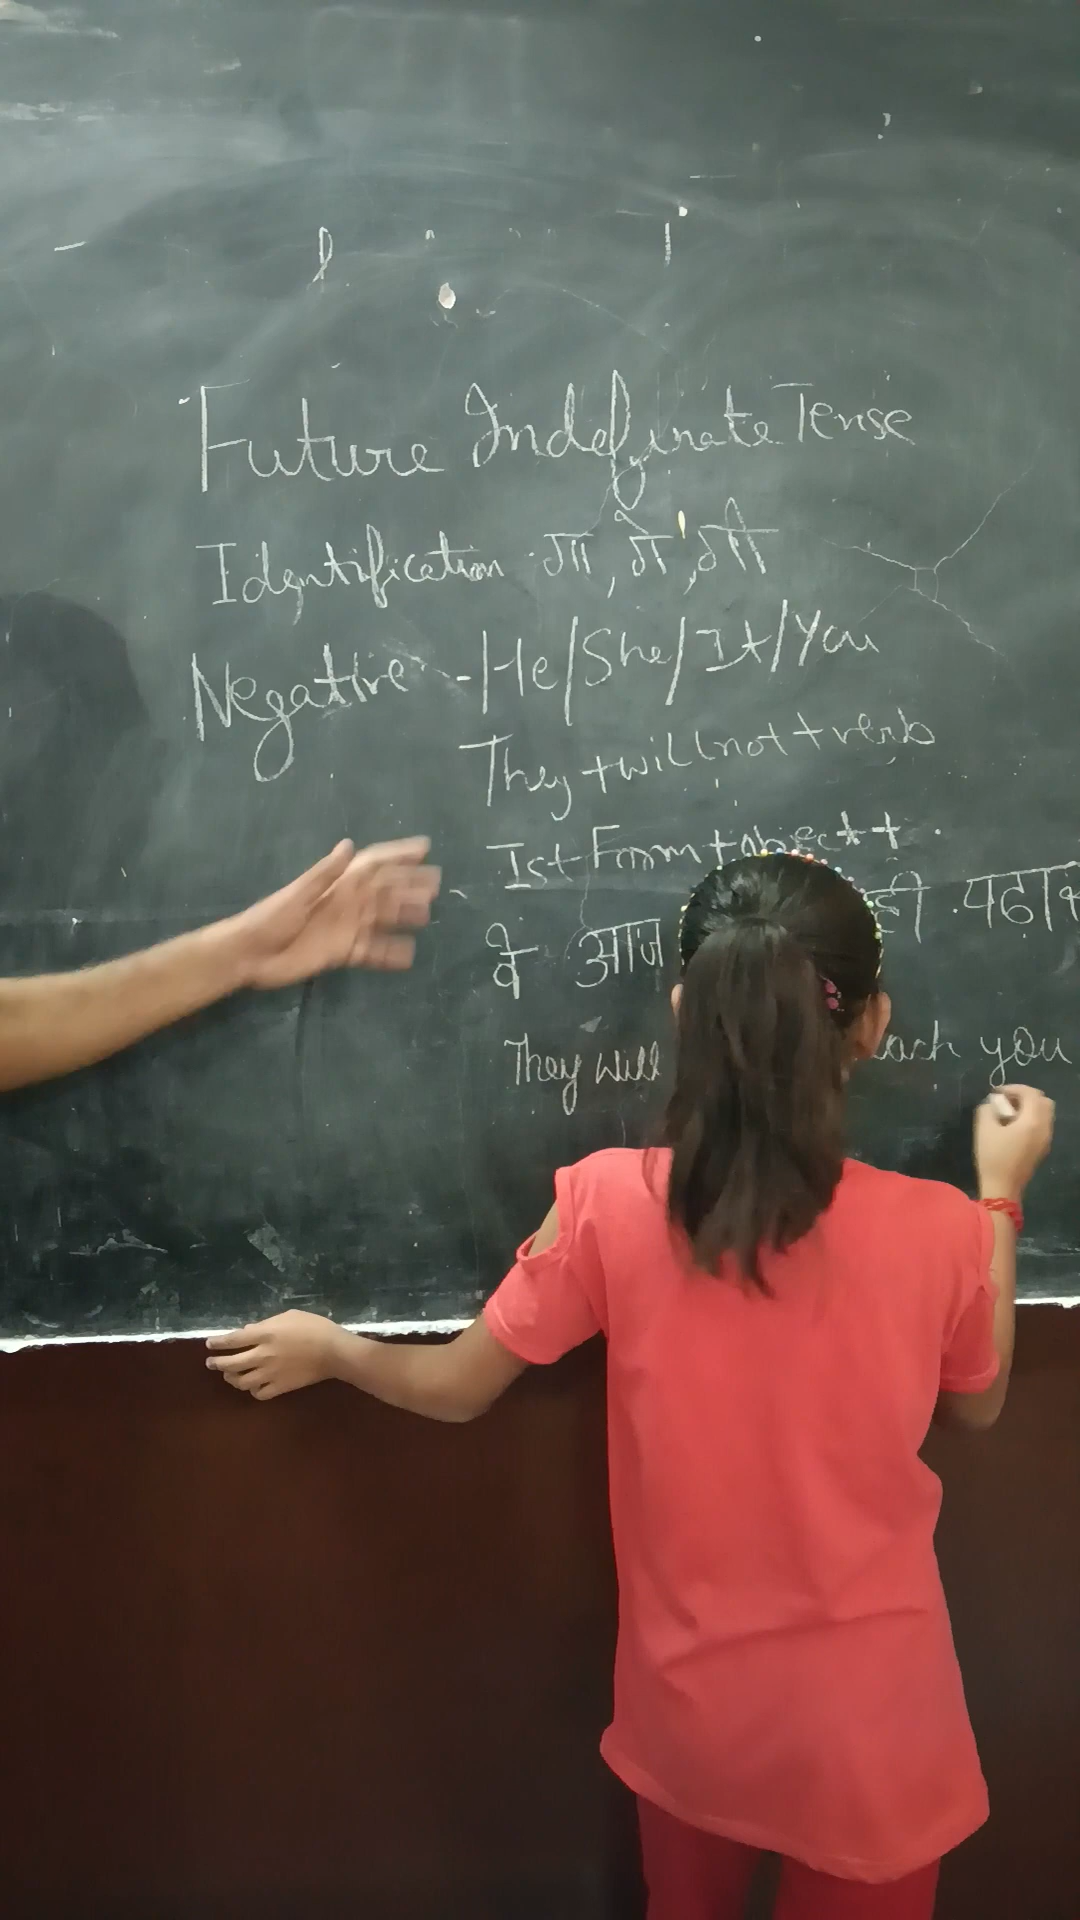 Future Indefinate Tense
Identification गा, गे, गी
Negative - He/She/It/You
They + will not + verb
Ist Form + object +
वे आज ही पढ़ा
They will you